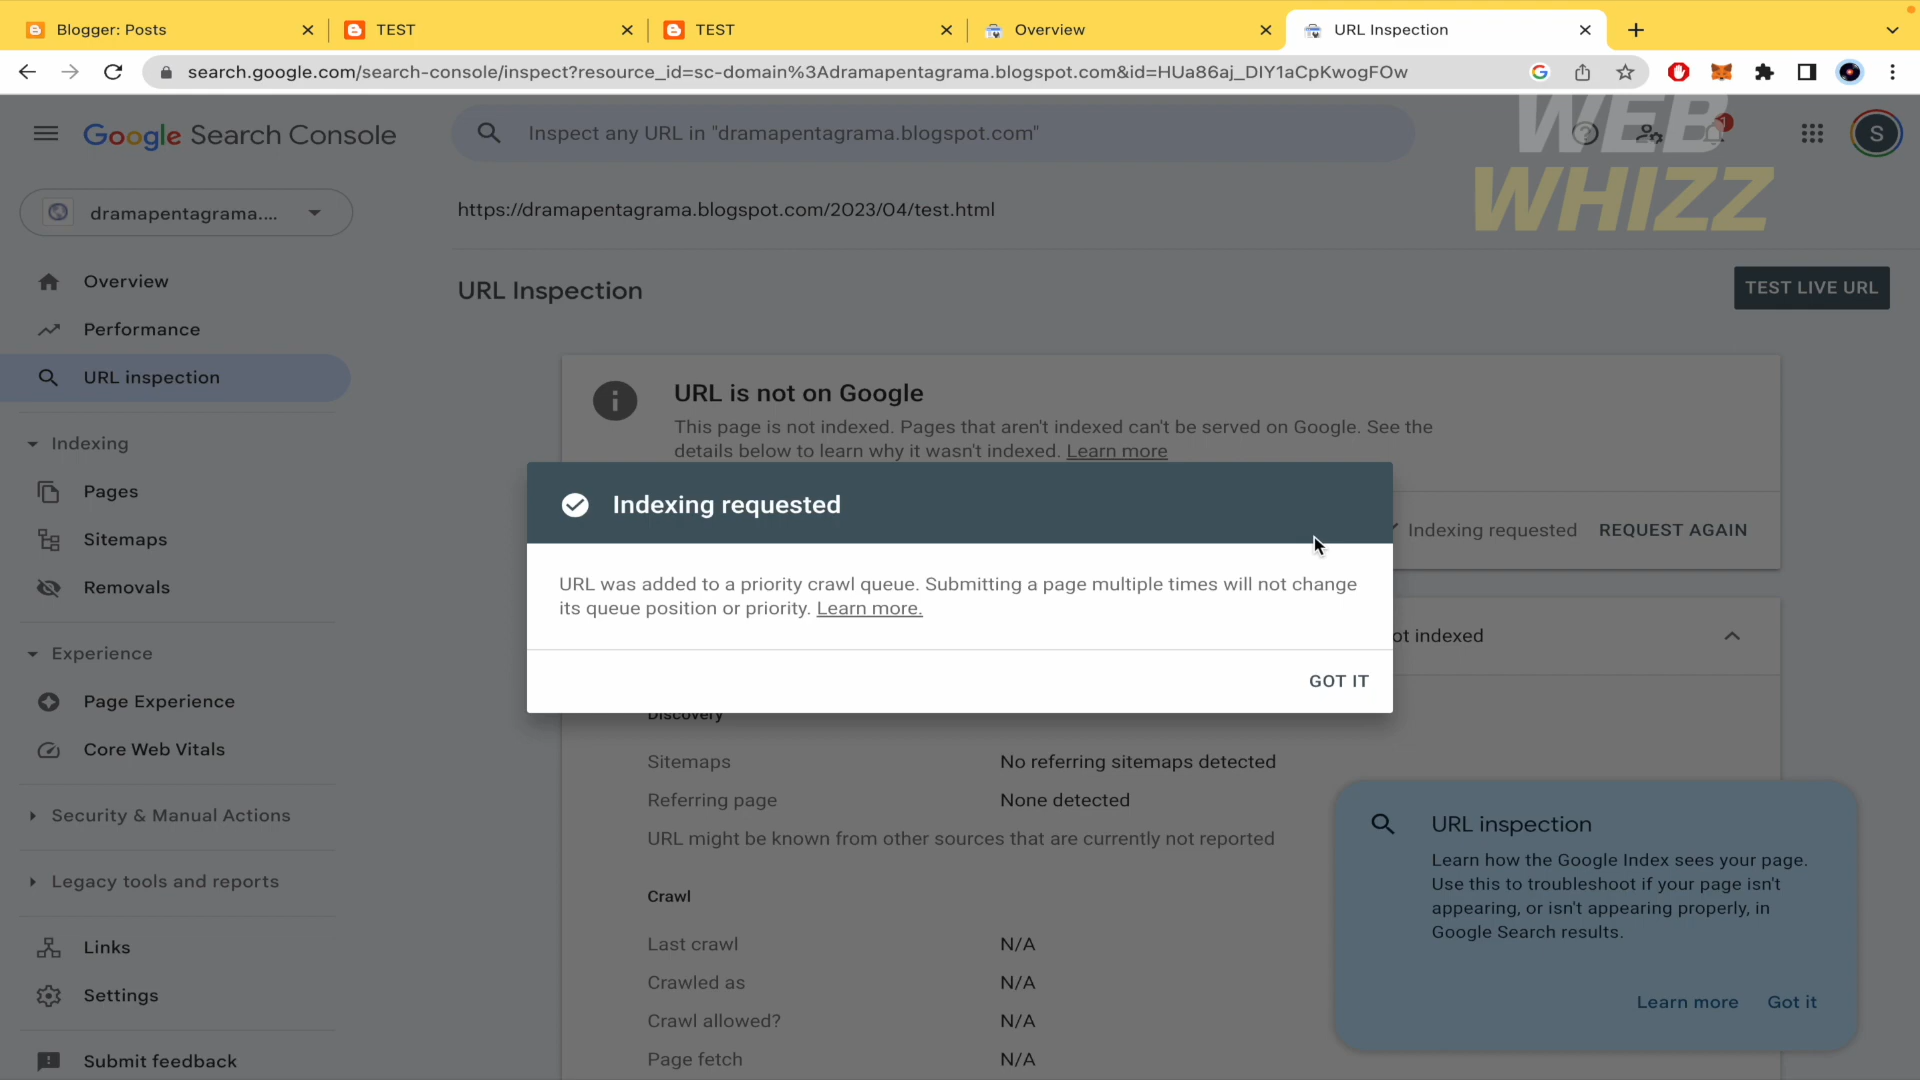 Blogger: Posts
TEST
TEST
Overview
URL Inspection
search.google.com/search-console/inspect?resource_id=sc-domain%3Adramapentagrama.blogspot.com&id=HUa86aj_DIY1aCpKwogFOw
Google Search Console
Inspect any URL in "dramapentagrama.blogspot.com"
WEB
WHIZZ
S
dramapentagrama....
https://dramapentagrama.blogspot.com/2023/04/test.html
Overview
Performance
URL inspection
Indexing
Pages
Sitemaps
Removals
Experience
Page Experience
Core Web Vitals
Security & Manual Actions
Legacy tools and reports
Links
Settings
Submit feedback
URL Inspection
TEST LIVE URL
URL is not on Google
This page is not indexed. Pages that aren't indexed can't be served on Google. See the
details below to learn why it wasn't indexed. Learn more
Indexing requested REQUEST AGAIN
Indexing requested
URL was added to a priority crawl queue. Submitting a page multiple times will not change
its queue position or priority. Learn more.
GOT IT
ot indexed
Discovery
Sitemaps No referring sitemaps detected
Referring page None detected
URL might be known from other sources that are currently not reported
Crawl
Last crawl N/A
Crawled as N/A
Crawl allowed? N/A
Page fetch N/A
URL inspection
Learn how the Google Index sees your page.
Use this to troubleshoot if your page isn't
appearing, or isn't appearing properly, in
Google Search results.
Learn more Got it